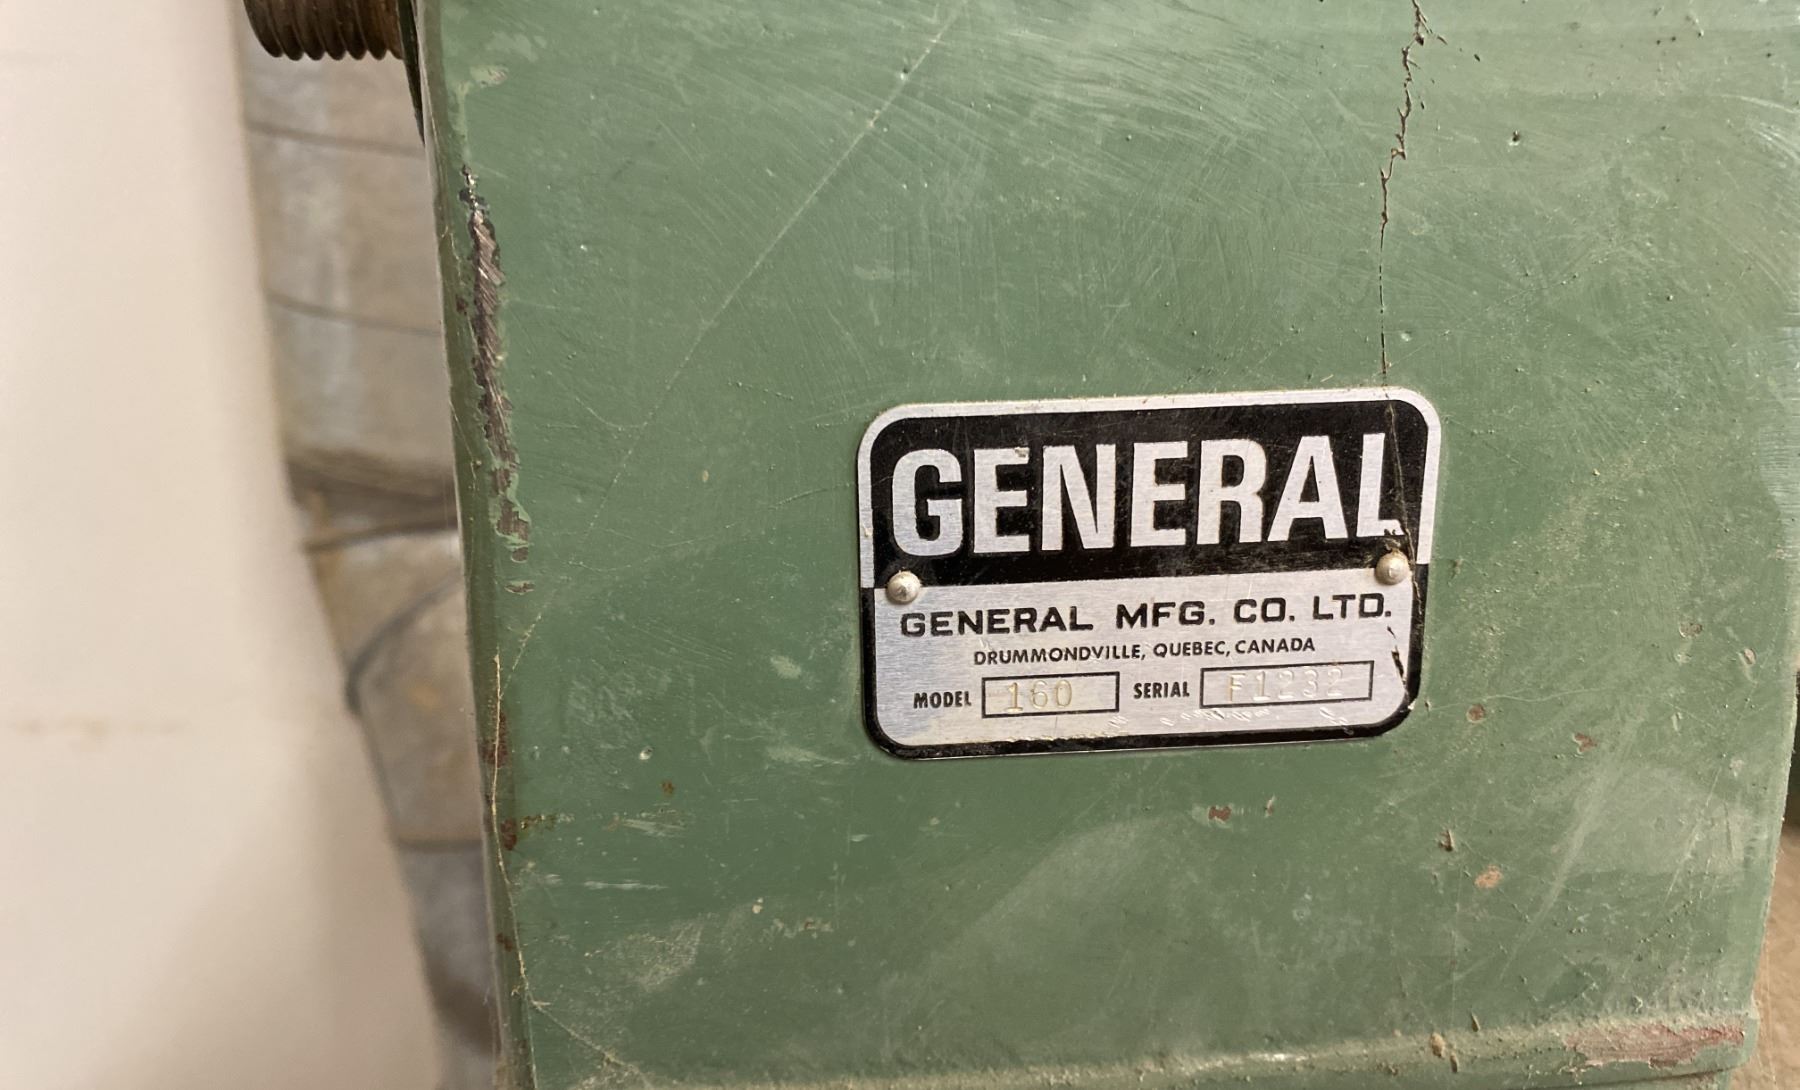 GENERAL
GENERAL MFG. CO. LTD.
DRUMMONDVILLE, QUEBEC, CANADA
MODEL 160 SERIAL F1232